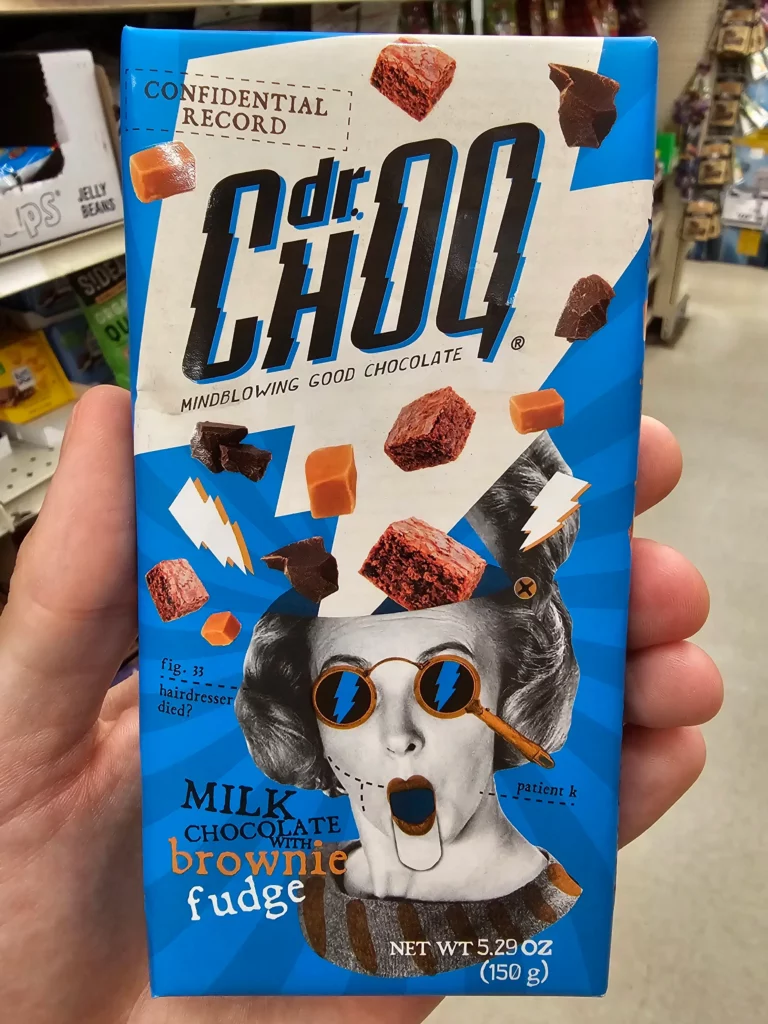 CONFIDENTIAL
RECORD
dr.
CHOQ®
MINDBLOWING GOOD CHOCOLATE
fig. 33
hairdresser
died?
patient k
MILK
CHOCOLATE
WITH
brownie
fudge
NET WT 5.29 OZ
(150 g)
JELLY
BEANS